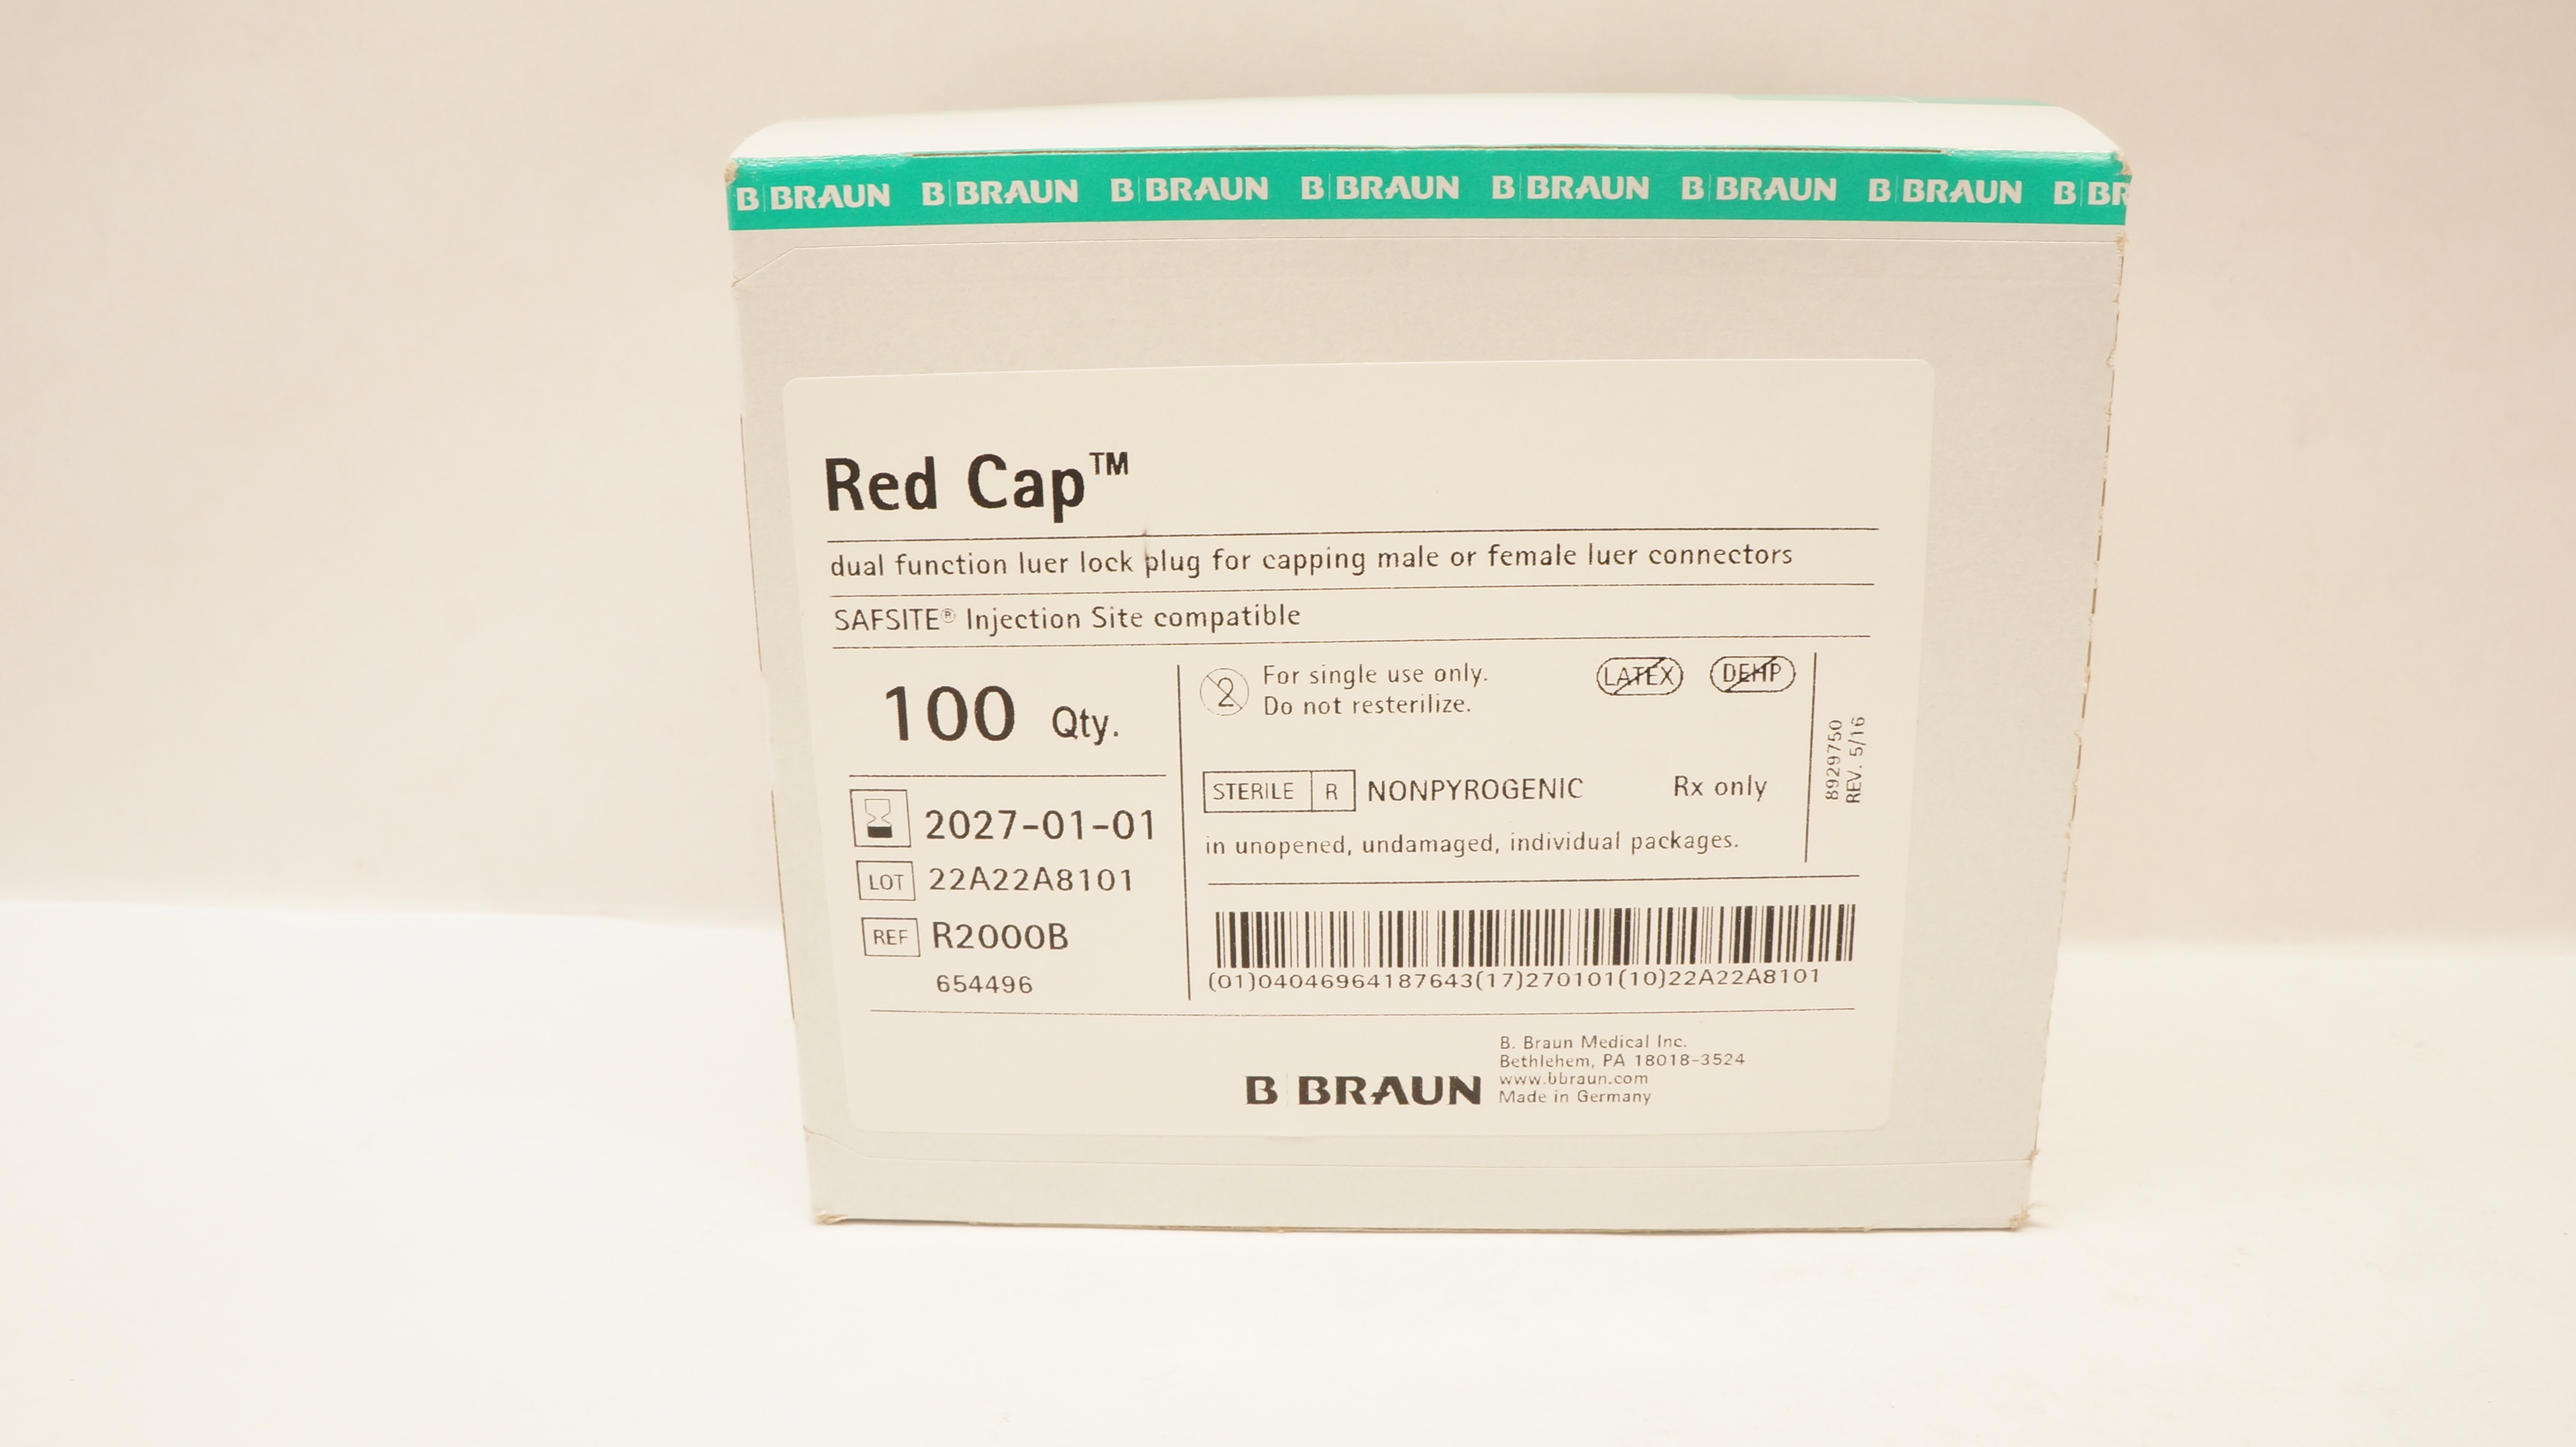 B BRAUN B BRAUN B BRAUN B BRAUN B BRAUN B BRAUN B BRAUN B BR
Red Cap™
dual function luer lock plug for capping male or female luer connectors
SAFSITE® Injection Site compatible
100 Qty.
2027-01-01
LOT 22A22A8101
REF R2000B
654496
2 For single use only.
Do not resterilize.
LATEX DEHP
STERILE R NONPYROGENIC Rx only
in unopened, undamaged, individual packages.
8929750
REV. 5/16
(01)04046964187643(17)270101(10)22A22A8101
B BRAUN
B. Braun Medical Inc.
Bethlehem, PA 18018-3524
www.bbraun.com
Made in Germany